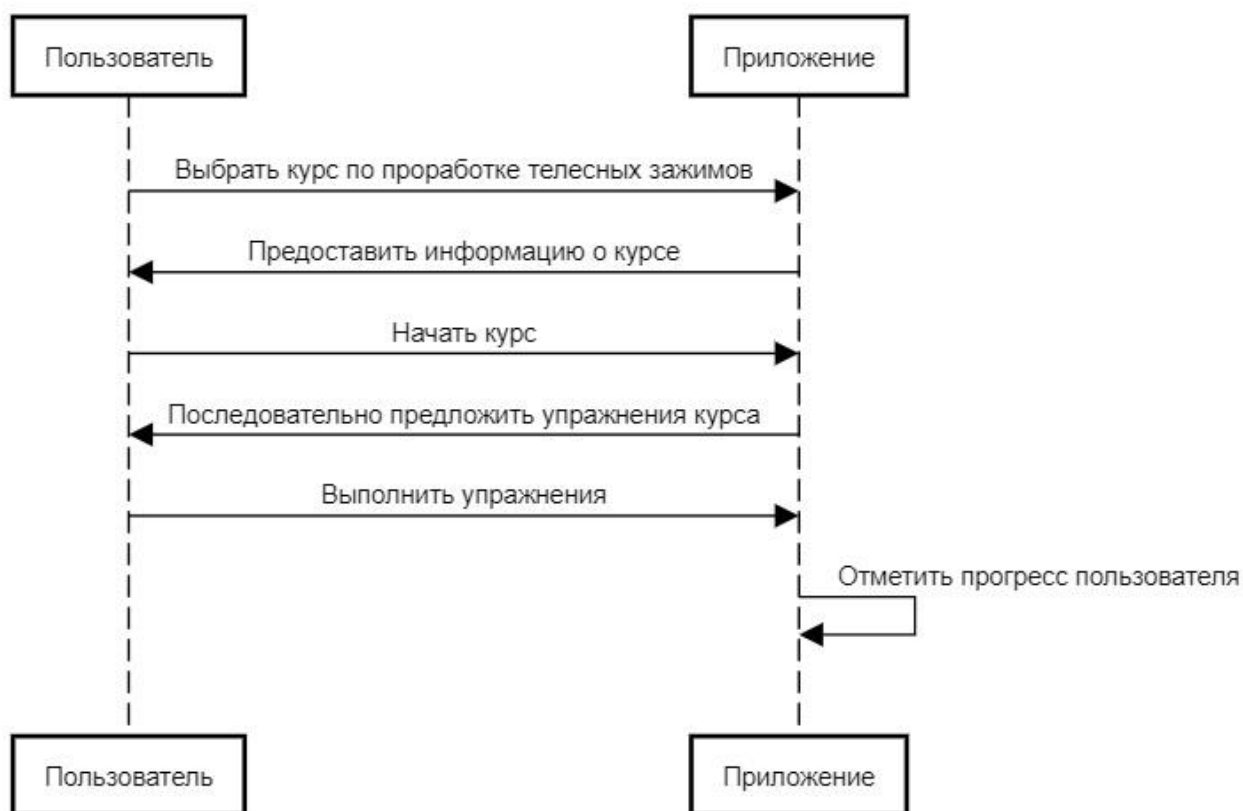 Пользователь
Приложение
Выбрать курс по проработке телесных зажимов
Предоставить информацию о курсе
Начать курс
Последовательно предложить упражнения курса
Выполнить упражнения
Отметить прогресс пользователя
Пользователь
Приложение